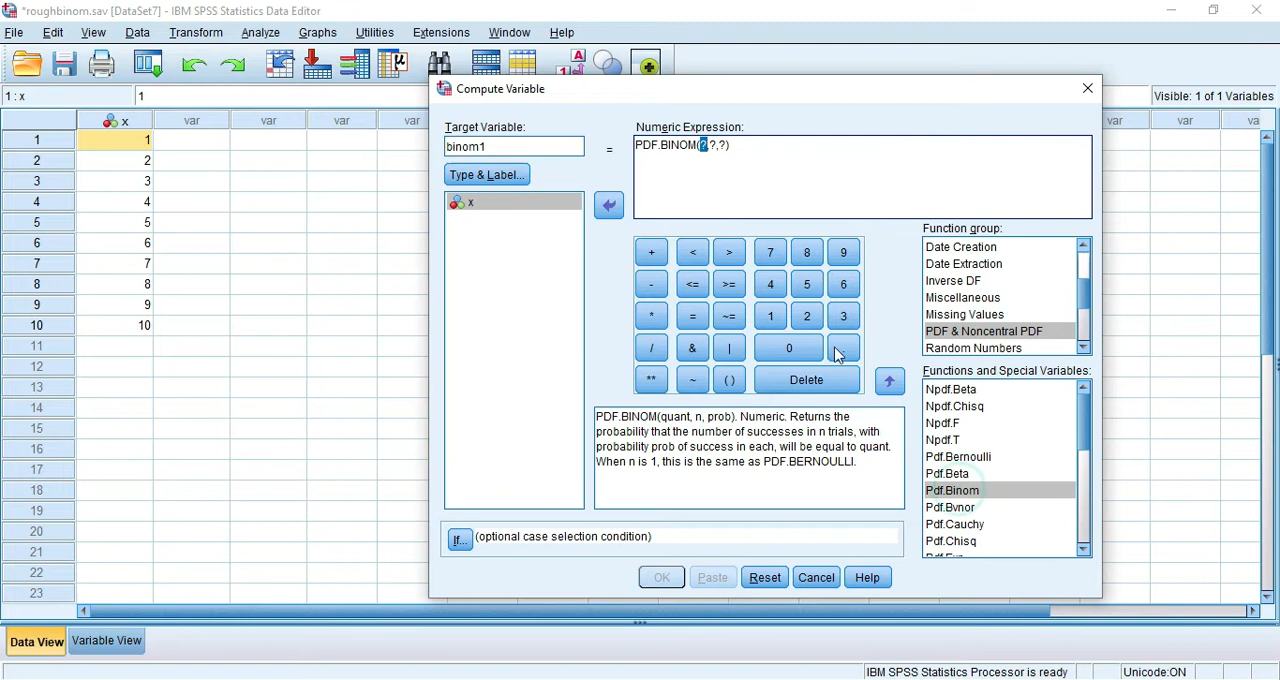 *roughbinom.sav [DataSet7] - IBM SPSS Statistics Data Editor
File Edit View Data Transform Analyze Graphs Utilities Extensions Window Help
1 : x 1 Visible: 1 of 1 Variables
x var var var var var var va
1 1
2 2
3 3
4 4
5 5
6 6
7 7
8 8
9 9
10 10
11
12
13
14
15
16
17
18
19
20
21
22
23
Compute Variable
Target Variable:
binom1
=
Numeric Expression:
PDF.BINOM(?,?,?)
Type & Label...
x
+ < > 7 8 9
- <= >= 4 5 6
* = ~= 1 2 3
/ & | 0 .
** ~ ( ) Delete
Function group:
Date Creation
Date Extraction
Inverse DF
Miscellaneous
Missing Values
PDF & Noncentral PDF
Random Numbers
Functions and Special Variables:
Npdf.Beta
Npdf.Chisq
Npdf.F
Npdf.T
Pdf.Bernoulli
Pdf.Beta
Pdf.Binom
Pdf.Bvnor
Pdf.Cauchy
Pdf.Chisq
PDF.BINOM(quant, n, prob). Numeric. Returns the
probability that the number of successes in n trials, with
probability prob of success in each, will be equal to quant.
When n is 1, this is the same as PDF.BERNOULLI.
If... (optional case selection condition)
OK Paste Reset Cancel Help
Data View Variable View
IBM SPSS Statistics Processor is ready Unicode:ON